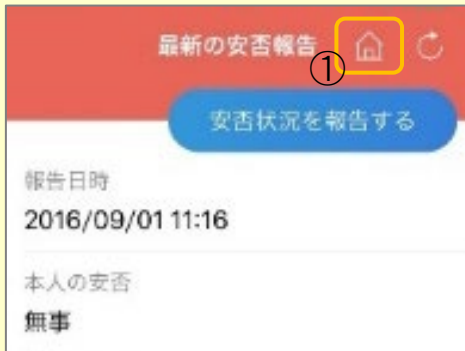 最新の安否報告
①
安否状況を報告する
報告日時
2016/09/01 11:16
本人の安否
無事